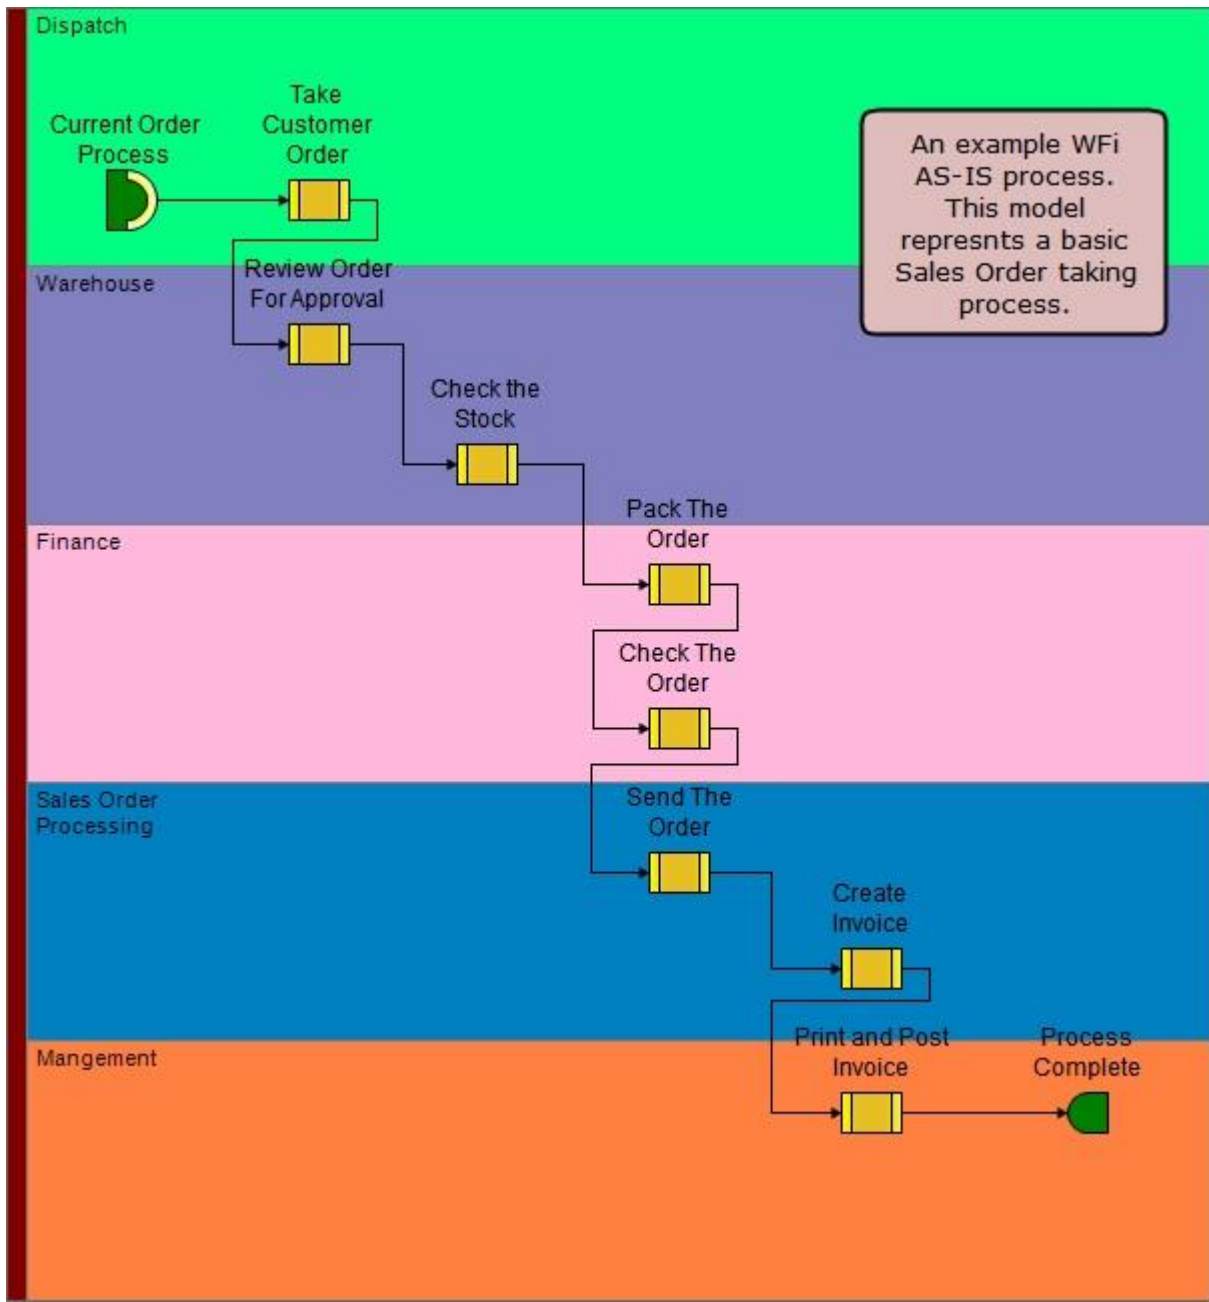 Dispatch
Current Order
Process
Take
Customer
Order
An example WFi
AS-IS process.
This model
represnts a basic
Sales Order taking
process.
Warehouse
Review Order
For Approval
Check the
Stock
Finance
Pack The
Order
Check The
Order
Sales Order
Processing
Send The
Order
Create
Invoice
Mangement
Print and Post
Invoice
Process
Complete